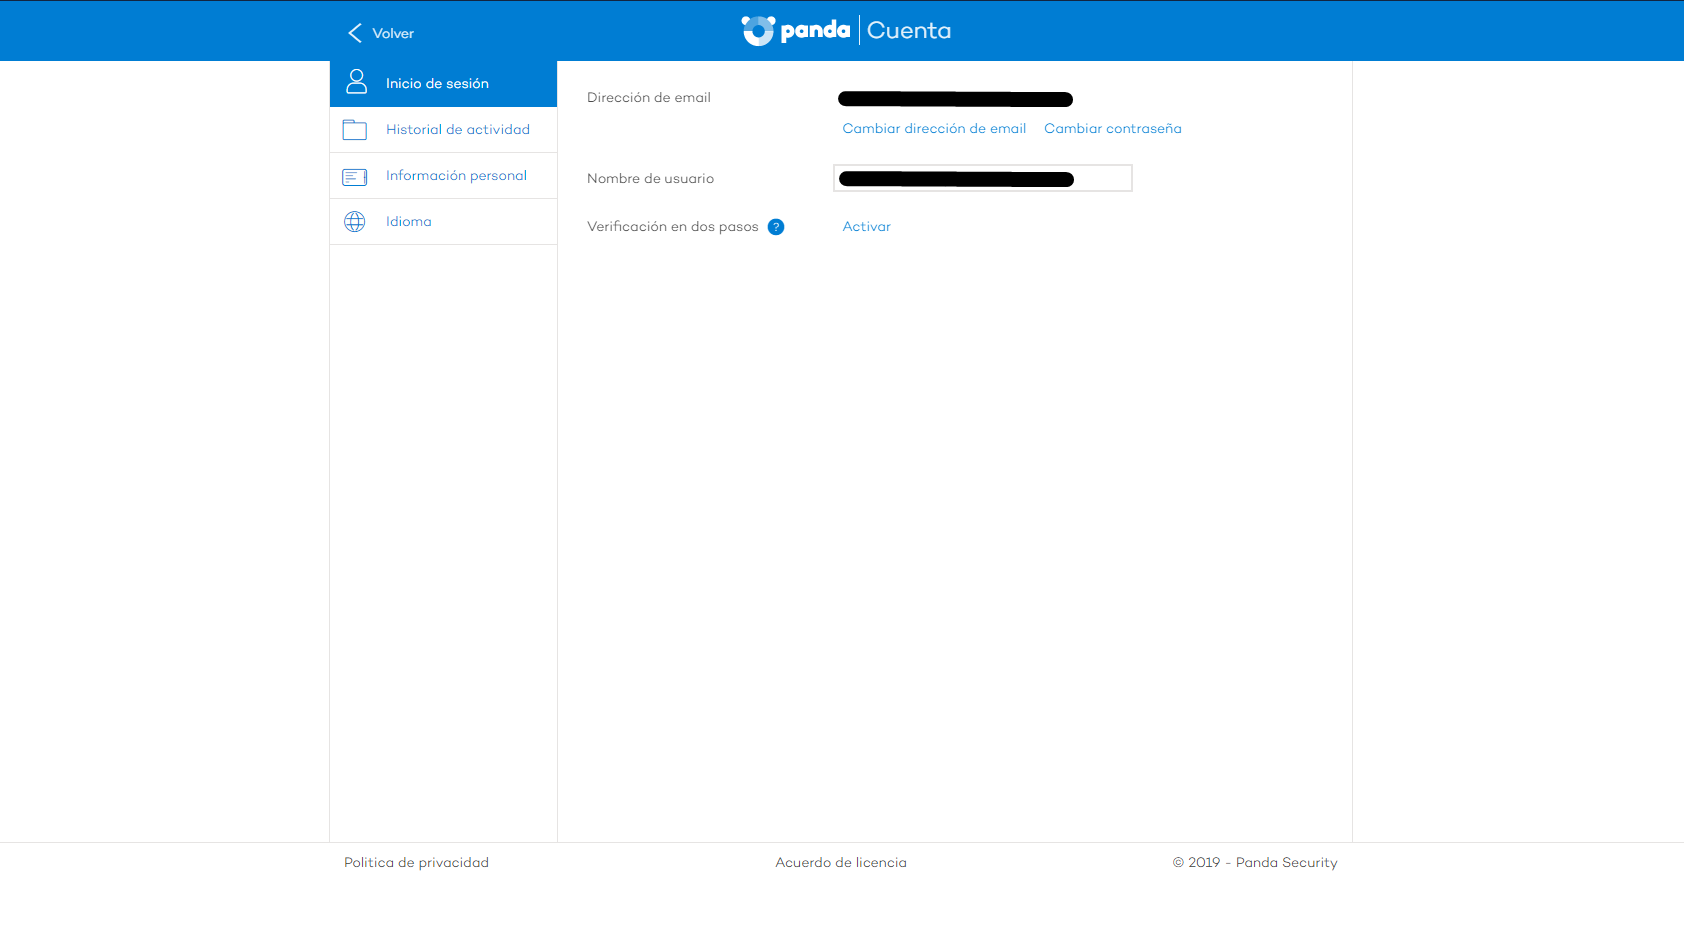 Volver
panda Cuenta
Inicio de sesión
Historial de actividad
Información personal
Idioma
Dirección de email
Cambiar dirección de email Cambiar contraseña
Nombre de usuario
Verificación en dos pasos ? Activar
Politica de privacidad Acuerdo de licencia © 2019 - Panda Security